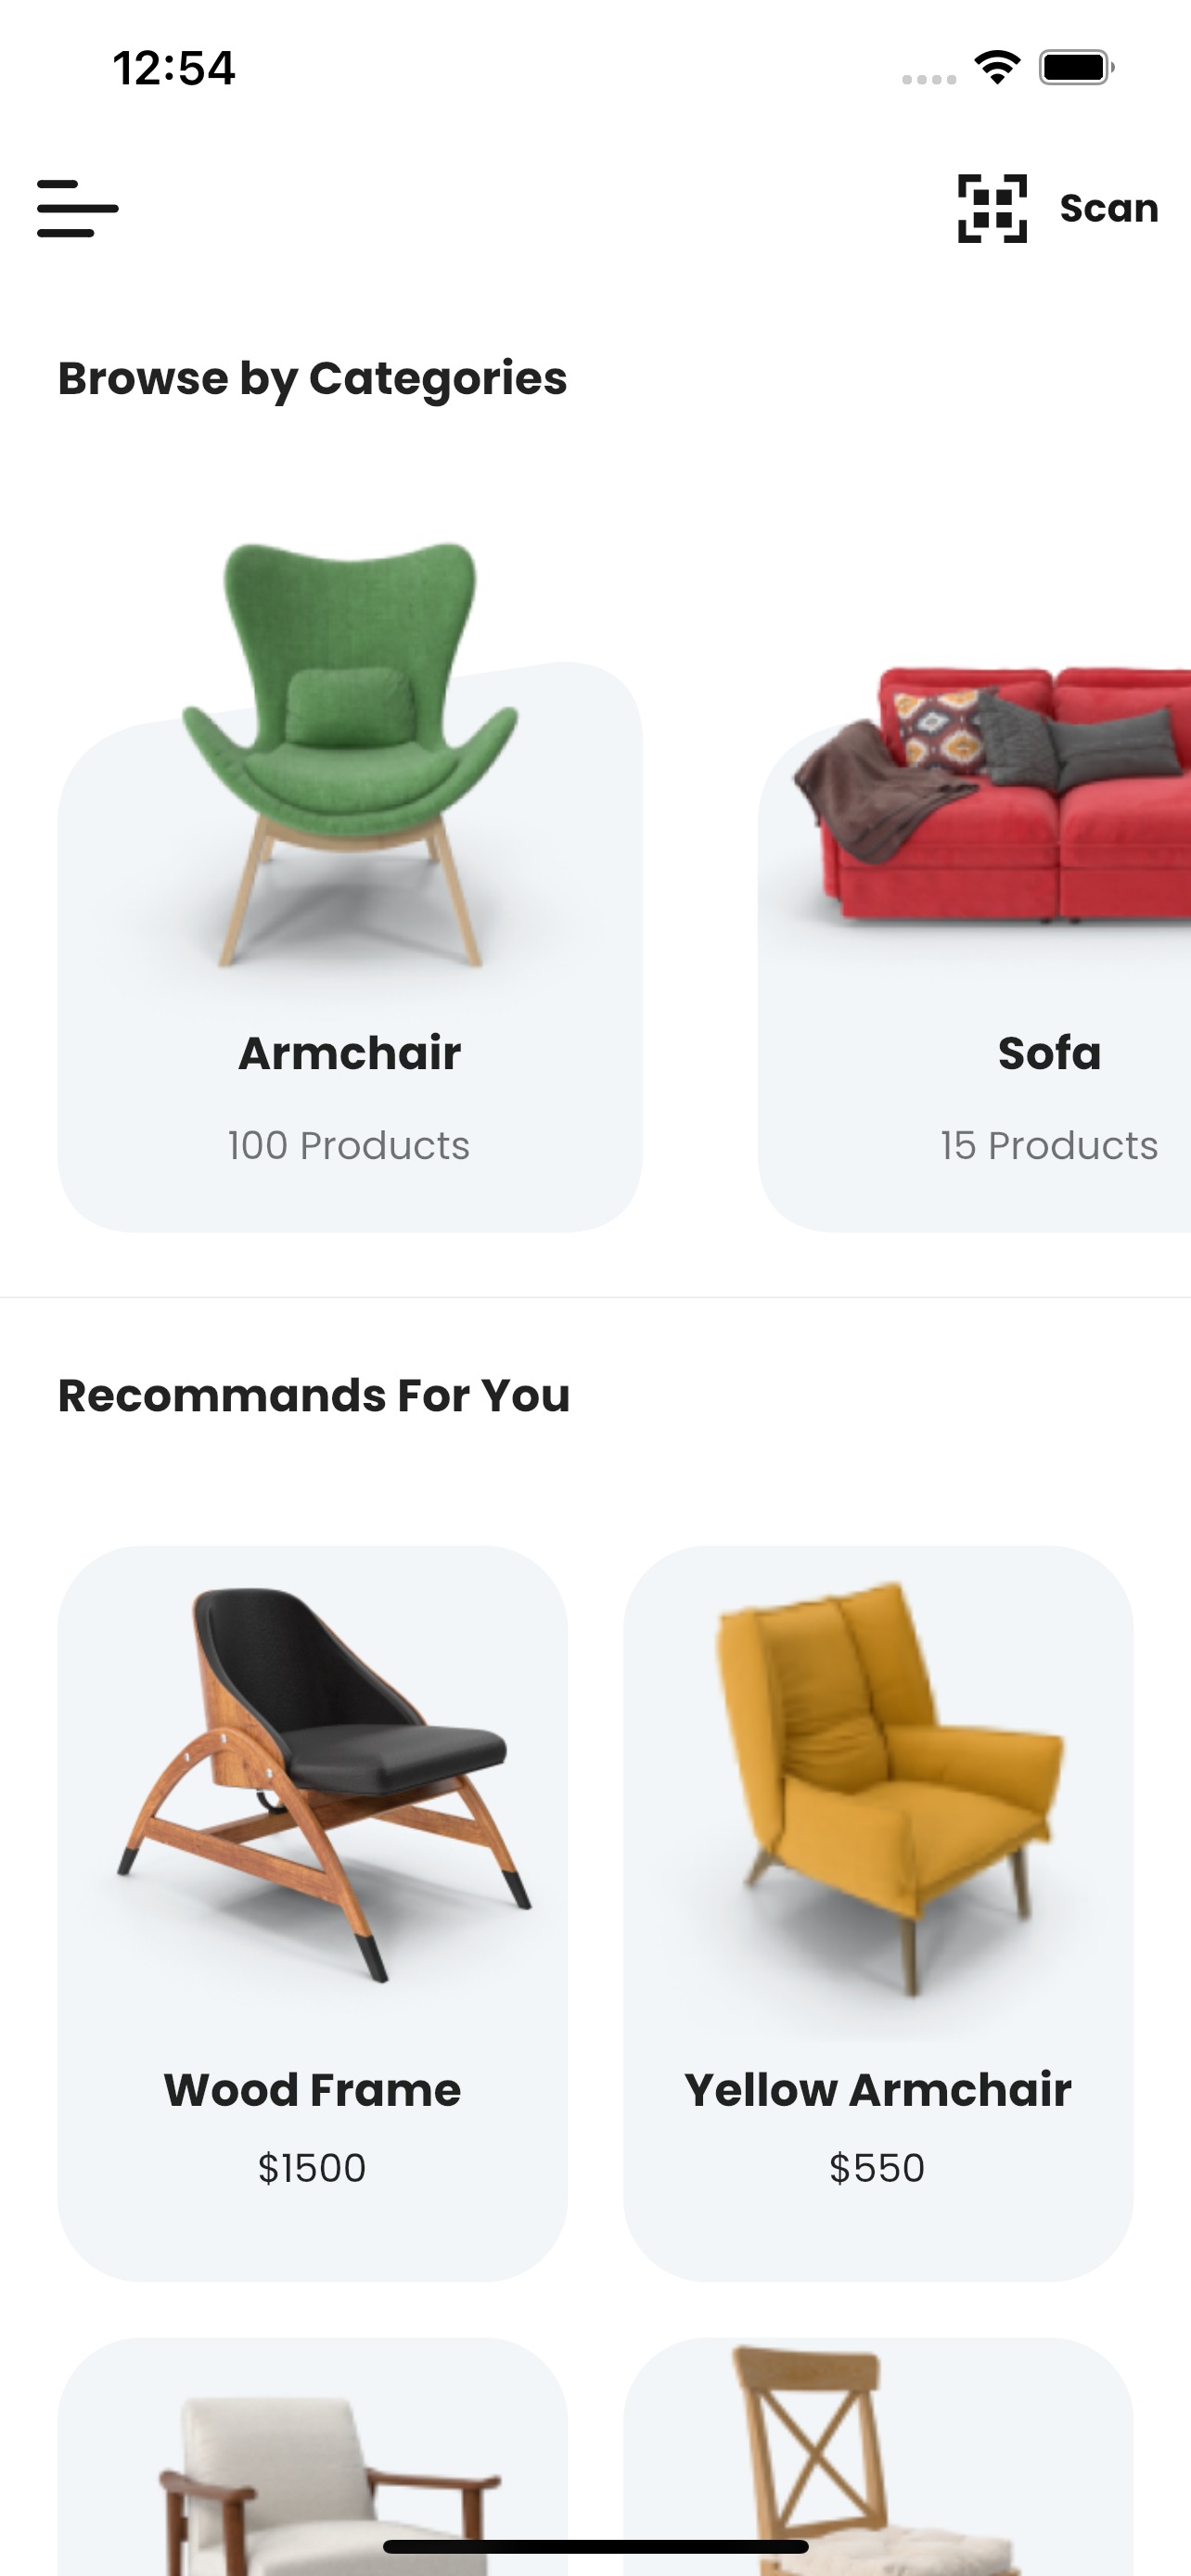 12:54
Scan
Browse by Categories
Armchair
Sofa
100 Products
15 Products
Recommands For You
Wood Frame
Yellow Armchair
$1500
$550